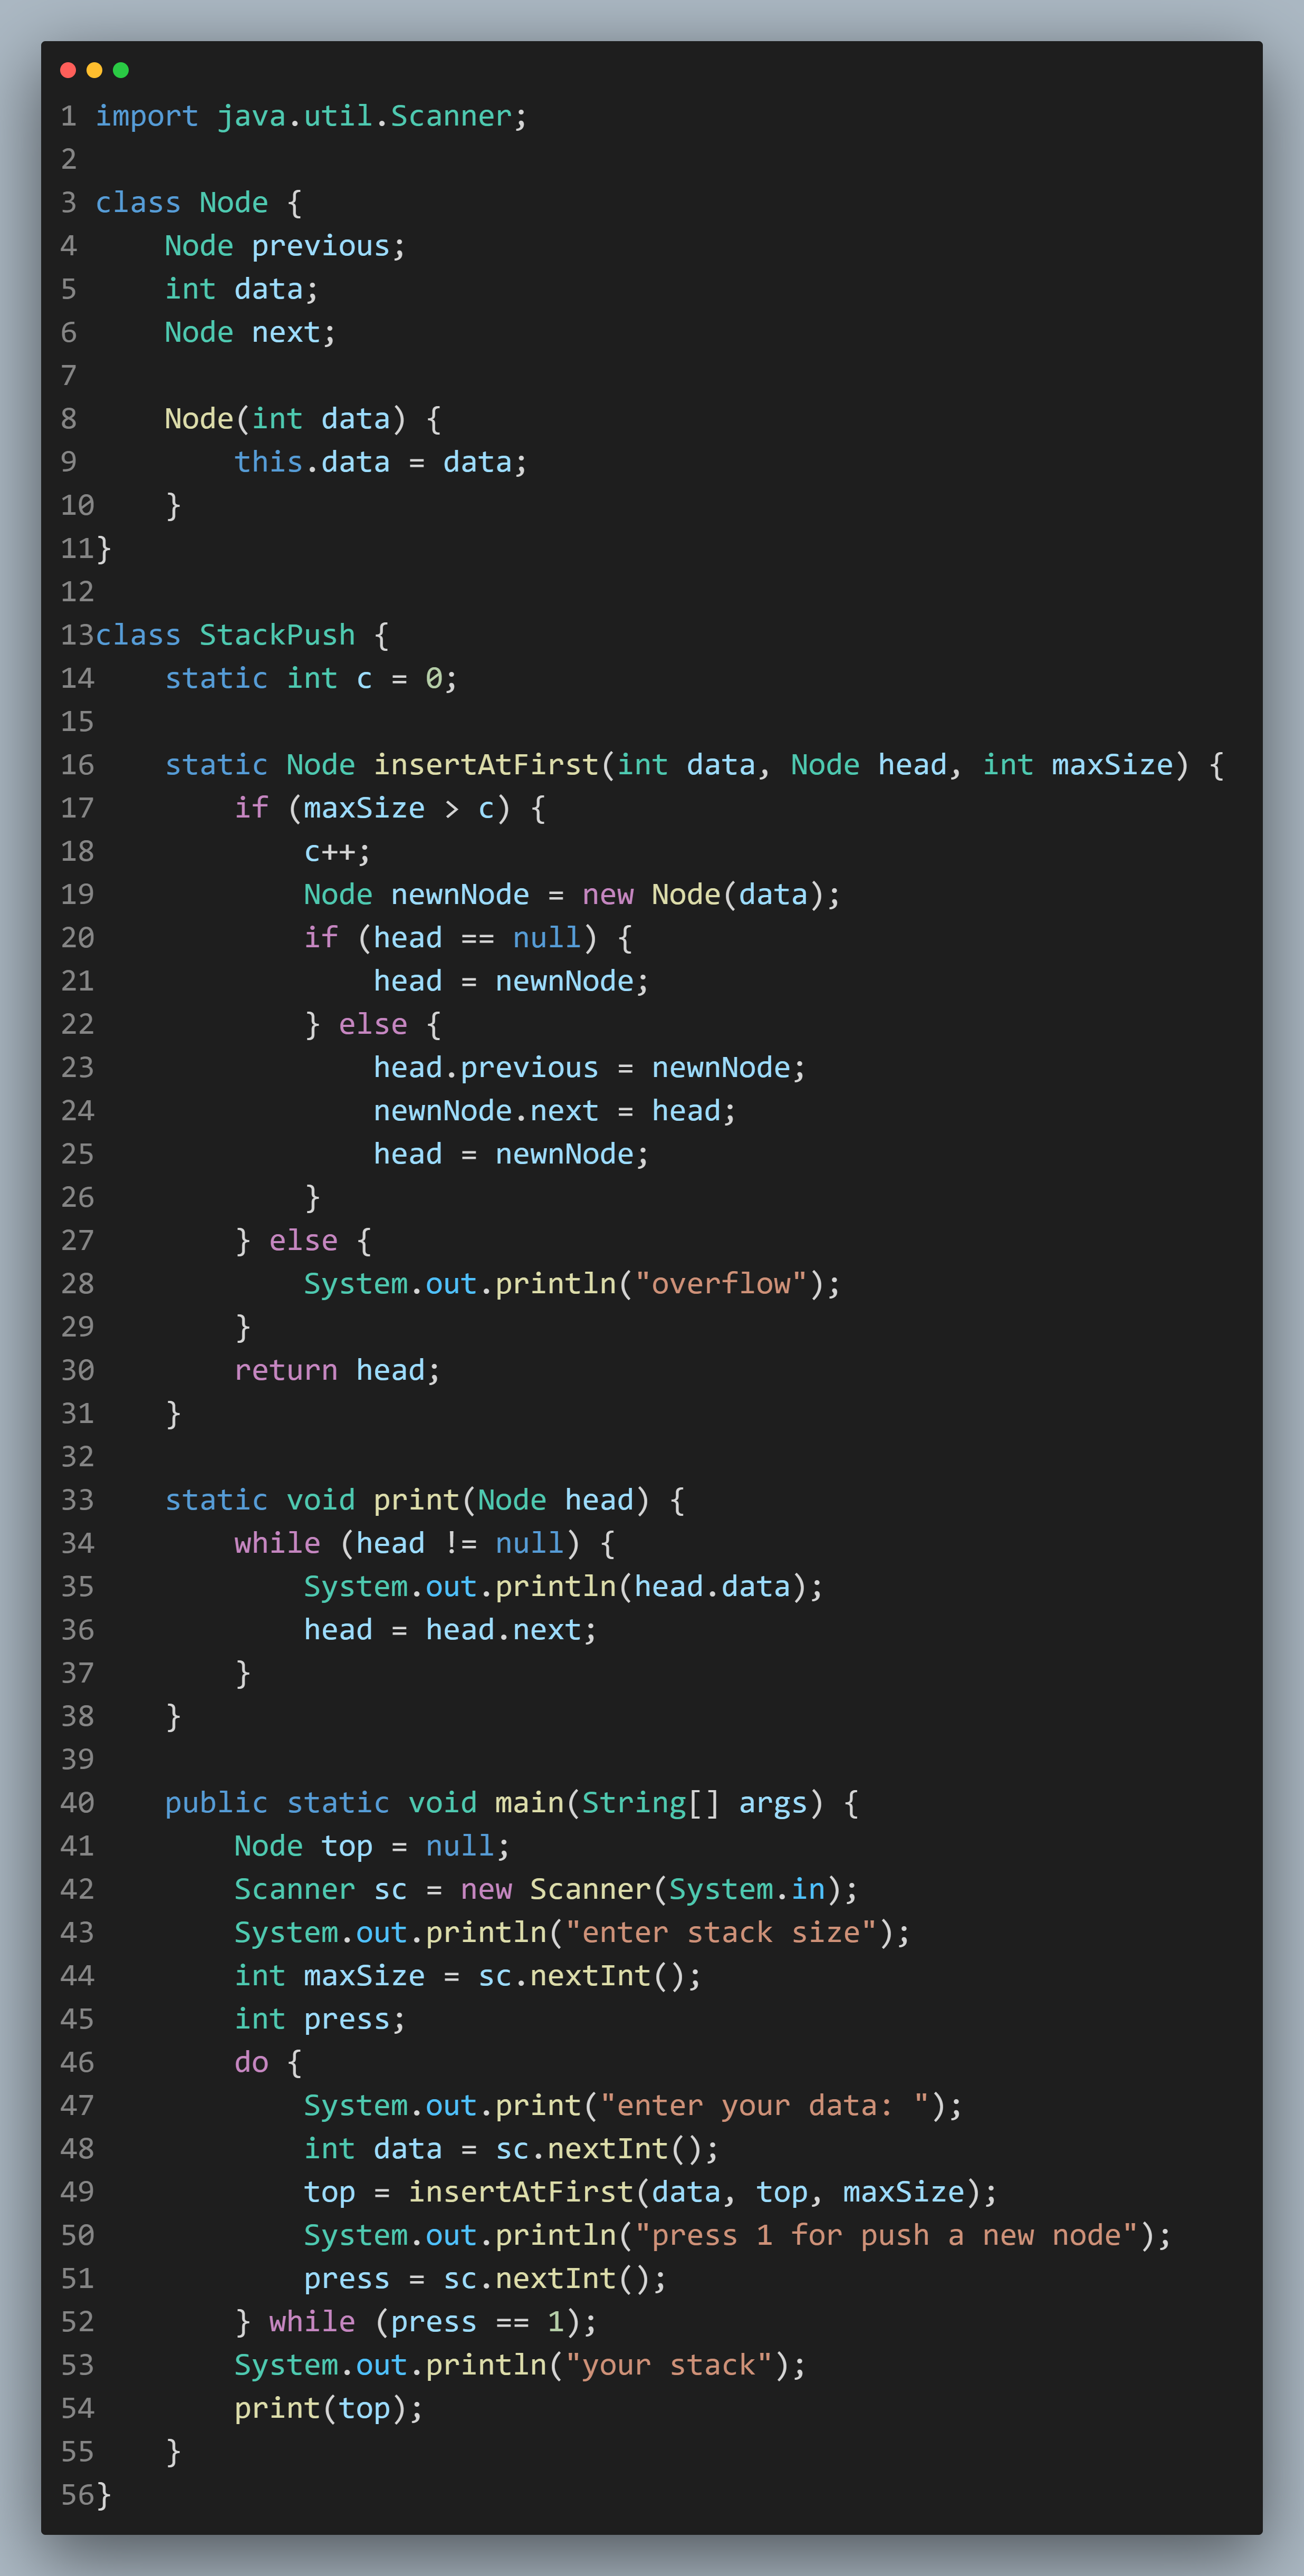 1 import java.util.Scanner;
2
3 class Node {
4     Node previous;
5     int data;
6     Node next;
7
8     Node(int data) {
9         this.data = data;
10    }
11}
12
13class StackPush {
14    static int c = 0;
15
16    static Node insertAtFirst(int data, Node head, int maxSize) {
17        if (maxSize > c) {
18            c++;
19            Node newnNode = new Node(data);
20            if (head == null) {
21                head = newnNode;
22            } else {
23                head.previous = newnNode;
24                newnNode.next = head;
25                head = newnNode;
26            }
27        } else {
28            System.out.println("overflow");
29        }
30        return head;
31    }
32
33    static void print(Node head) {
34        while (head != null) {
35            System.out.println(head.data);
36            head = head.next;
37        }
38    }
39
40    public static void main(String[] args) {
41        Node top = null;
42        Scanner sc = new Scanner(System.in);
43        System.out.println("enter stack size");
44        int maxSize = sc.nextInt();
45        int press;
46        do {
47            System.out.print("enter your data: ");
48            int data = sc.nextInt();
49            top = insertAtFirst(data, top, maxSize);
50            System.out.println("press 1 for push a new node");
51            press = sc.nextInt();
52        } while (press == 1);
53        System.out.println("your stack");
54        print(top);
55    }
56}